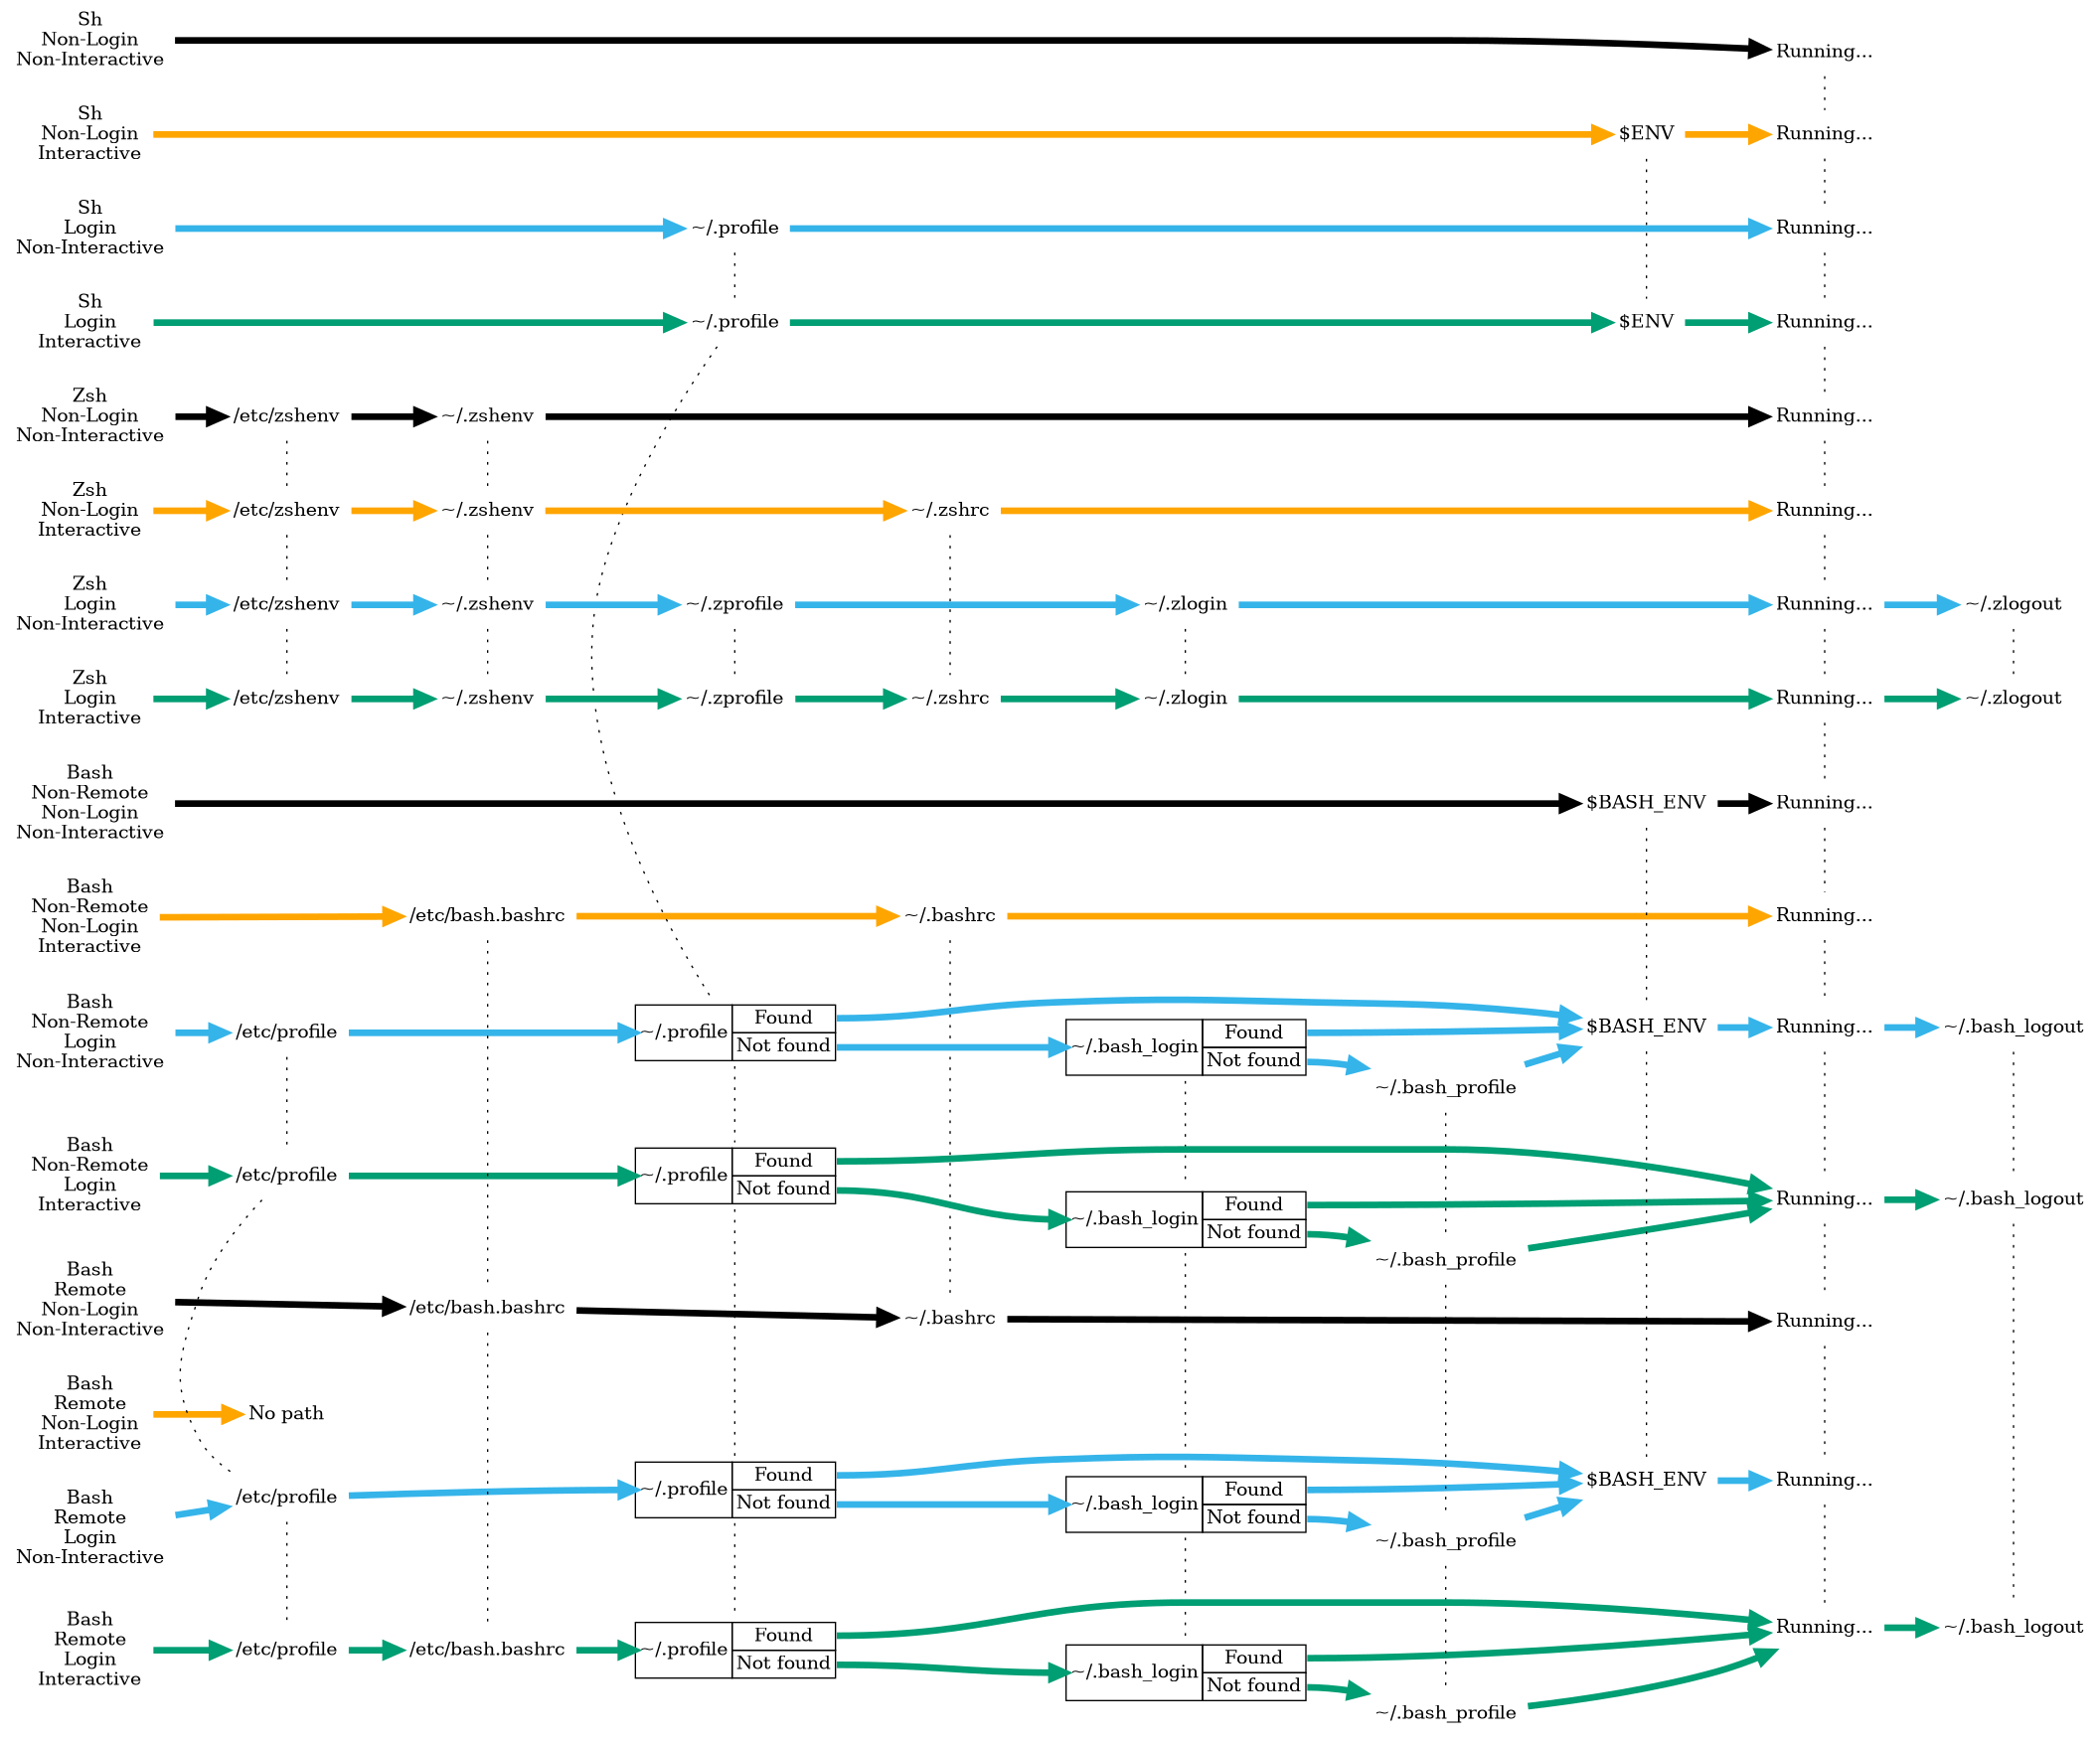 Sh
Non-Login
Non-Interactive
Running...
Sh
Non-Login
Interactive
$ENV
Running...
Sh
Login
Non-Interactive
~/.profile
Running...
Sh
Login
Interactive
~/.profile
$ENV
Running...
Zsh
Non-Login
Non-Interactive
/etc/zshenv
~/.zshenv
Running...
Zsh
Non-Login
Interactive
/etc/zshenv
~/.zshenv
~/.zshrc
Running...
Zsh
Login
Non-Interactive
/etc/zshenv
~/.zshenv
~/.zprofile
~/.zlogin
Running...
~/.zlogout
Zsh
Login
Interactive
/etc/zshenv
~/.zshenv
~/.zprofile
~/.zshrc
~/.zlogin
Running...
~/.zlogout
Bash
Non-Remote
Non-Login
Non-Interactive
$BASH_ENV
Running...
Bash
Non-Remote
Non-Login
Interactive
/etc/bash.bashrc
~/.bashrc
Running...
Bash
Non-Remote
Login
Non-Interactive
/etc/profile
~/.profile
Found
Not found
~/.bash_login
Found
Not found
~/.bash_profile
$BASH_ENV
Running...
~/.bash_logout
Bash
Non-Remote
Login
Interactive
/etc/profile
~/.profile
Found
Not found
~/.bash_login
Found
Not found
~/.bash_profile
Running...
~/.bash_logout
Bash
Remote
Non-Login
Non-Interactive
/etc/bash.bashrc
~/.bashrc
Running...
Bash
Remote
Non-Login
Interactive
No path
Bash
Remote
Login
Non-Interactive
/etc/profile
~/.profile
Found
Not found
~/.bash_login
Found
Not found
~/.bash_profile
$BASH_ENV
Running...
Bash
Remote
Login
Interactive
/etc/profile
/etc/bash.bashrc
~/.profile
Found
Not found
~/.bash_login
Found
Not found
~/.bash_profile
Running...
~/.bash_logout